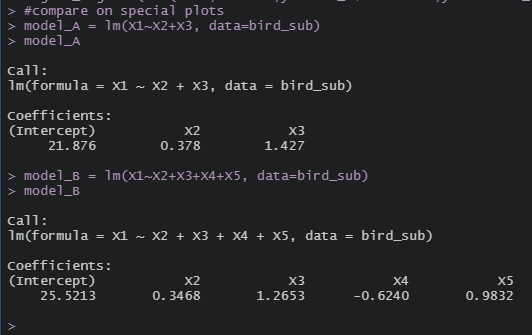 > #compare on special plots
> model_A = lm(X1~X2+X3, data=bird_sub)
> model_A
Call:
lm(formula = X1 ~ X2 + X3, data = bird_sub)
Coefficients:
(Intercept) X2 X3
21.876 0.378 1.427
> model_B = lm(X1~X2+X3+X4+X5, data=bird_sub)
> model_B
Call:
lm(formula = X1 ~ X2 + X3 + X4 + X5, data = bird_sub)
Coefficients:
(Intercept) X2 X3 X4 X5
25.5213 0.3468 1.2653 -0.6240 0.9832
>